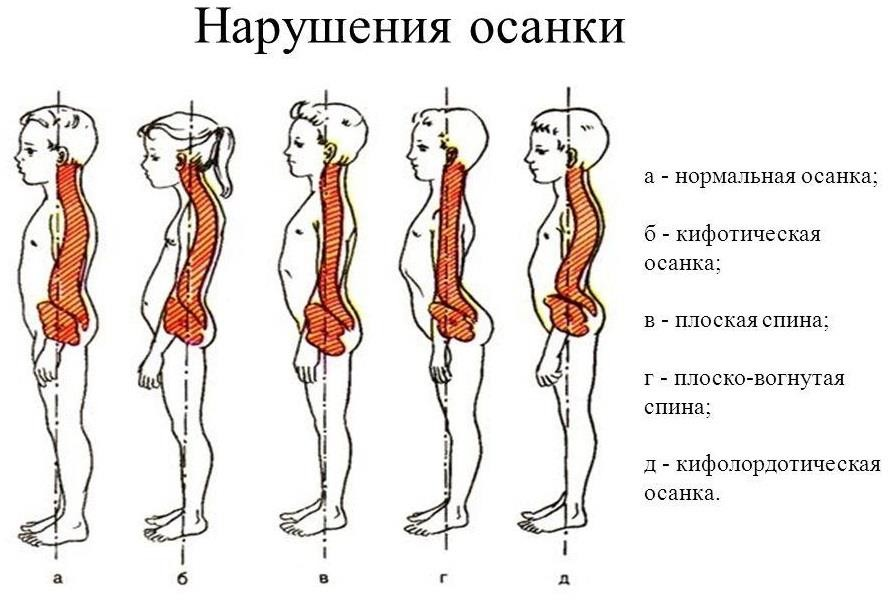 Нарушения осанки
а - нормальная осанка;
б - кифотическая
осанка;
в - плоская спина;
г - плоско-вогнутая
спина;
д - кифолордотическая
осанка.
а б в г д